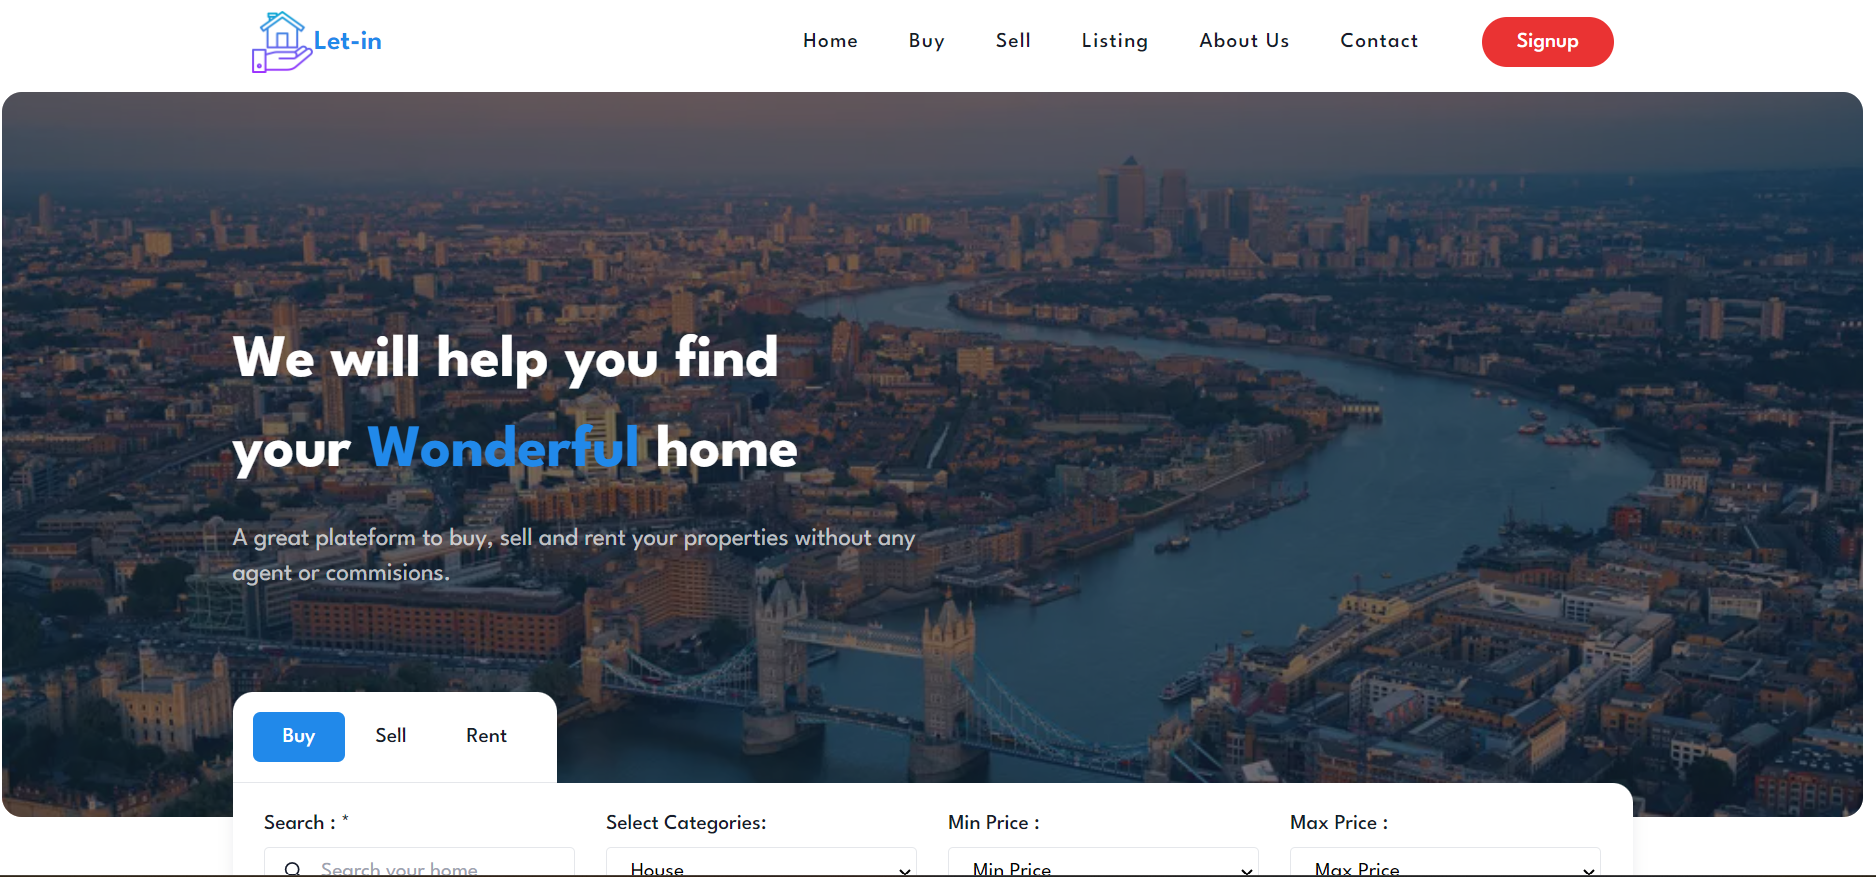 Let-in
Home Buy Sell Listing About Us Contact Signup
We will help you find
your Wonderful home
A great plateform to buy, sell and rent your properties without any
agent or commisions.
Buy Sell Rent
Search : * Select Categories: Min Price : Max Price :
Search your home House Min Price Max Price